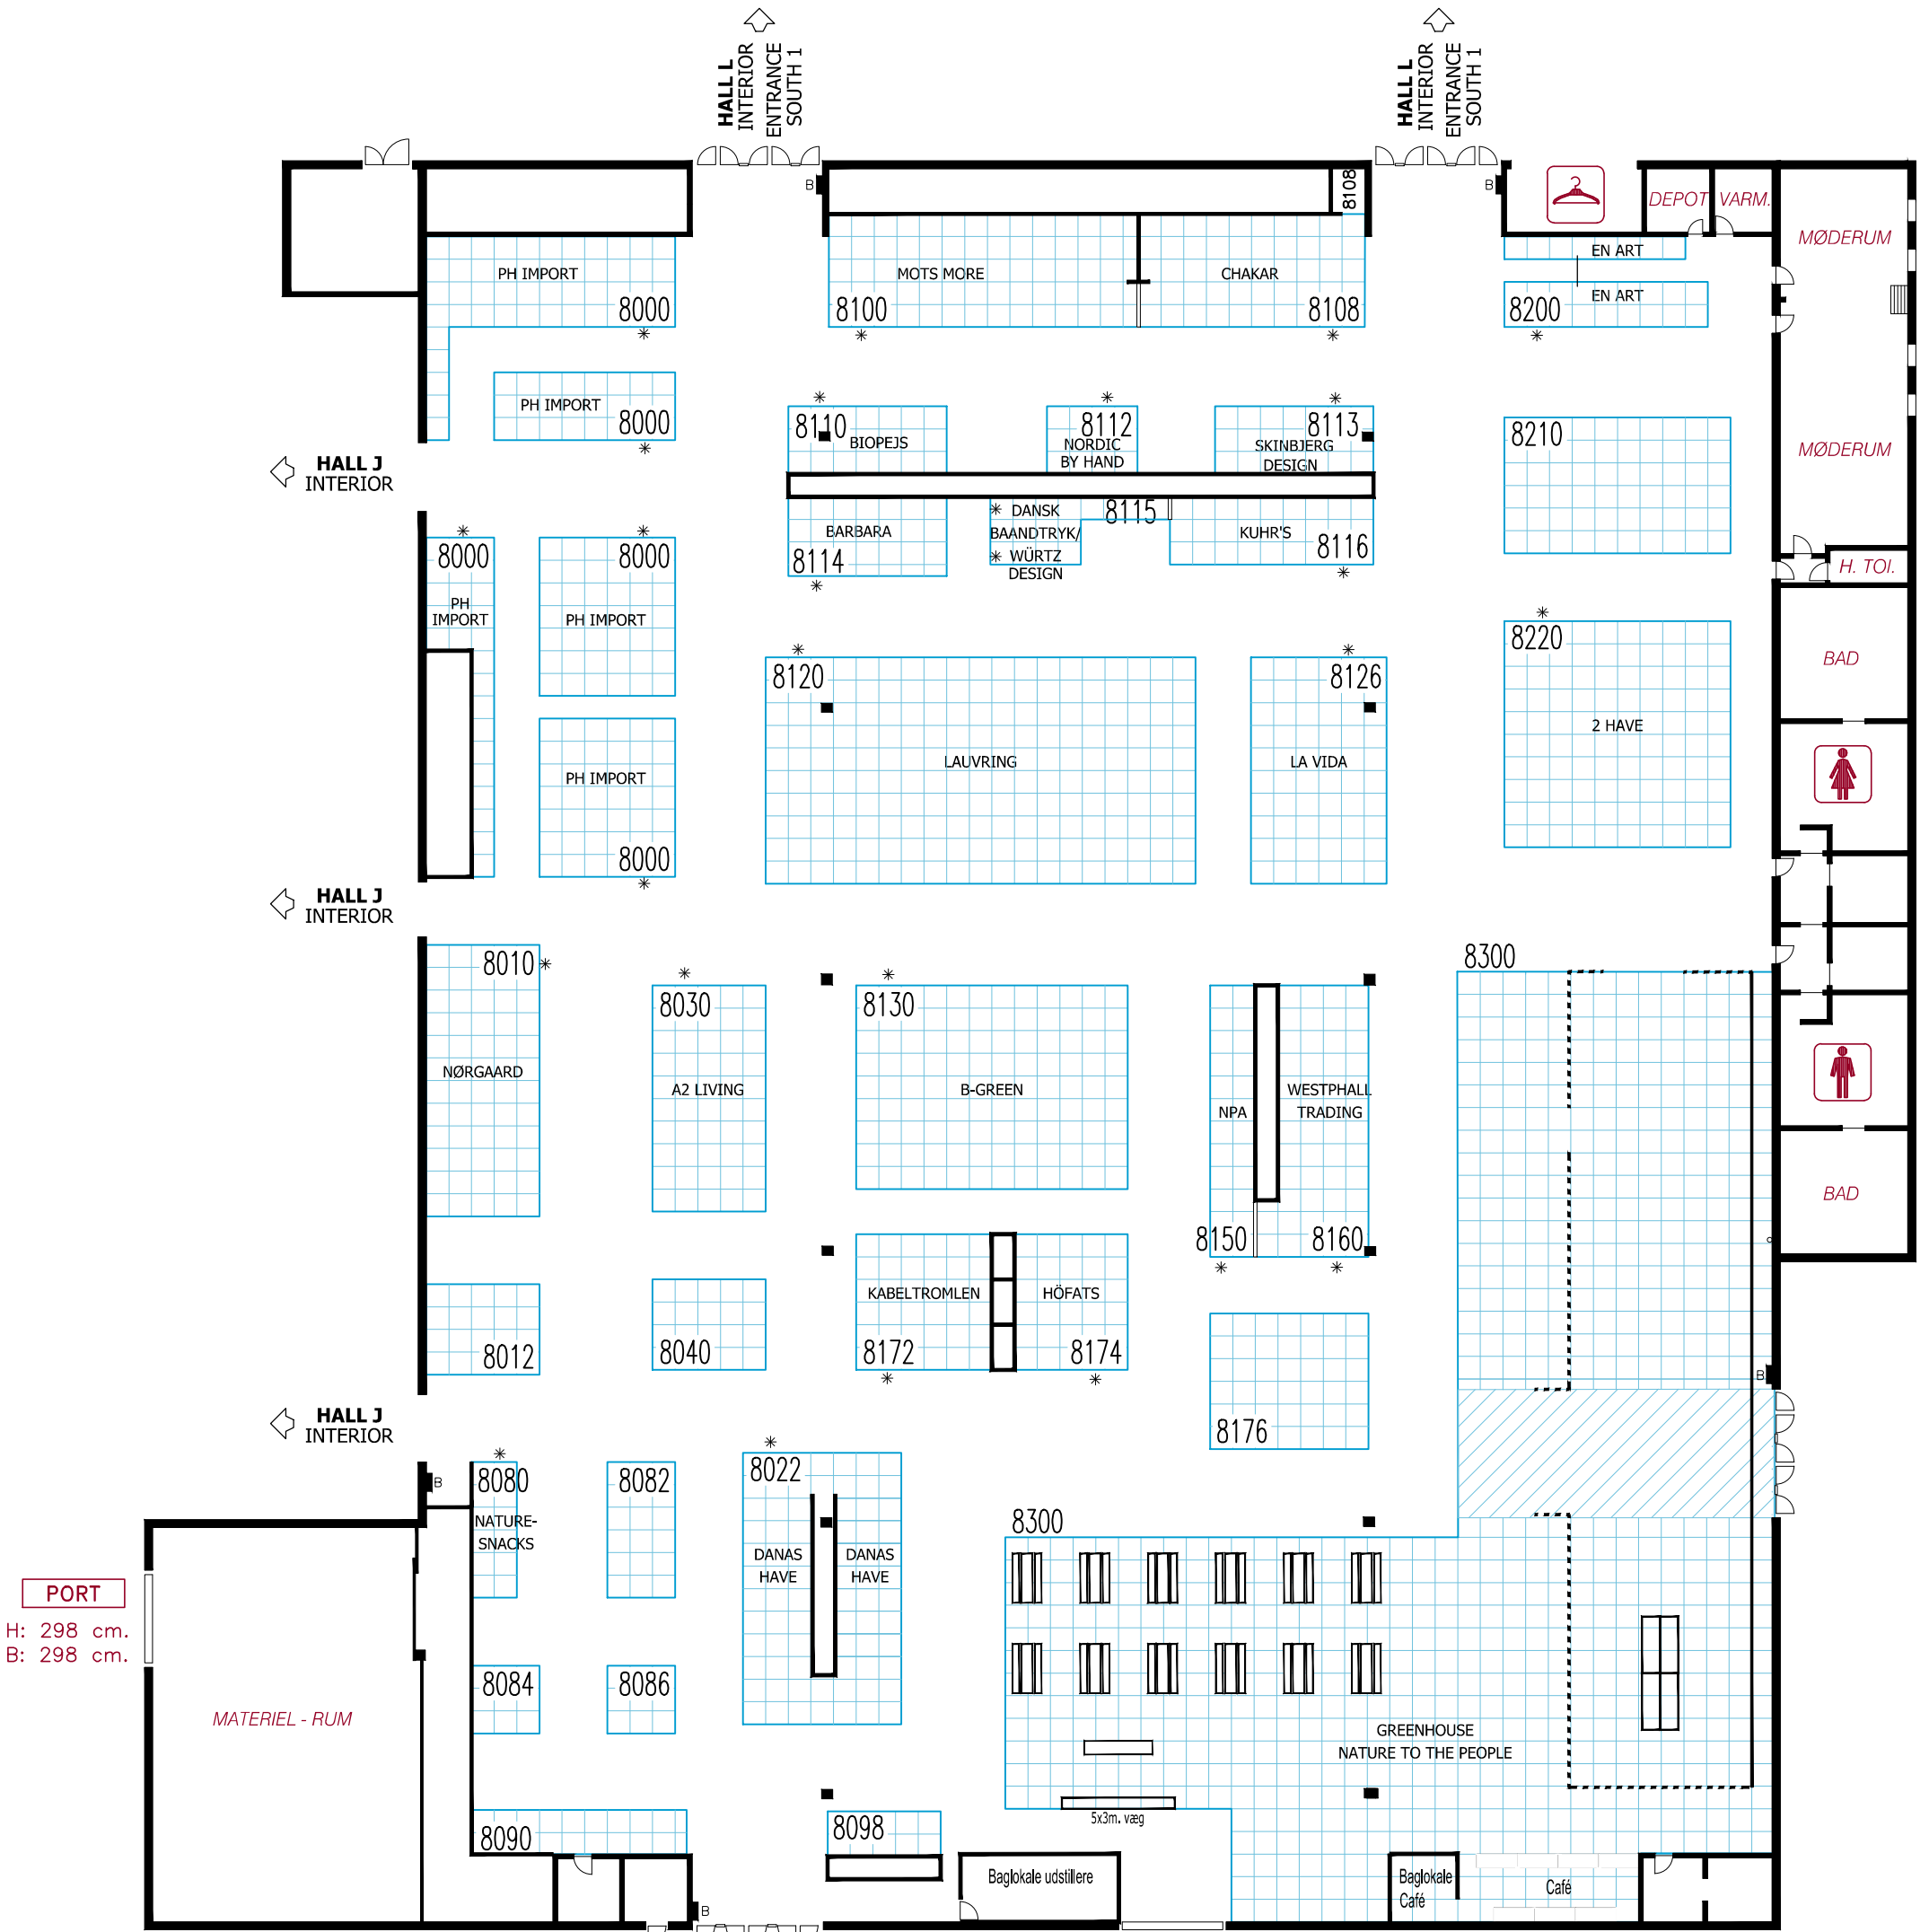 HALL L
INTERIOR
ENTRANCE
SOUTH 1
HALL L
INTERIOR
ENTRANCE
SOUTH 1
B
8108
B
DEPOT
VARM.
MØDERUM
PH IMPORT
8000
MOTS MORE
8100
CHAKAR
8108
EN ART
EN ART
8200
PH IMPORT
8000
8110
BIOPEJS
8112
NORDIC
BY HAND
8113
SKINBJERG
DESIGN
8210
MØDERUM
HALL J
INTERIOR
8000
PH
IMPORT
8000
PH IMPORT
BARBARA
8114
DANSK
BAANDTRYK/
WÜRTZ
DESIGN
8115
KUHR'S
8116
H. TOI.
8120
LAUVRING
8126
LA VIDA
8220
2 HAVE
BAD
PH IMPORT
8000
HALL J
INTERIOR
8010
NØRGAARD
8030
A2 LIVING
8130
B-GREEN
NPA
8150
WESTPHALL
TRADING
8160
8300
BAD
8012
8040
KABELTROMLEN
8172
HÖFATS
8174
8176
B
HALL J
INTERIOR
B
8080
NATURE-
SNACKS
8082
8022
DANAS
HAVE
DANAS
HAVE
8300
PORT
H: 298 cm.
B: 298 cm.
MATERIEL - RUM
8084
8086
GREENHOUSE
NATURE TO THE PEOPLE
5x3m. væg
8090
8098
Baglokale udstillere
Baglokale
Café
Café
B